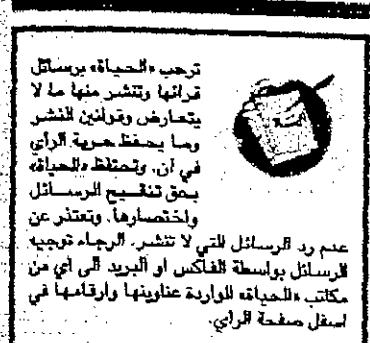 ترحب «الحياة» برسائل
قرائها وتنشر منها ما لا
يتعارض وقوانين النشر
وما يحفظ حرية الرأي
في آن. وتحتفظ «الحياة»
بحق تنقيح الرسائل
واختصارها. وتعتذر عن
عدم رد الرسائل التي لا تنشر. الرجاء توجيه
الرسائل بواسطة الفاكس او البريد الى اي من
مكاتب «الحياة» الواردة عناوينها وارقامها في
اسفل صفحة الرأي.